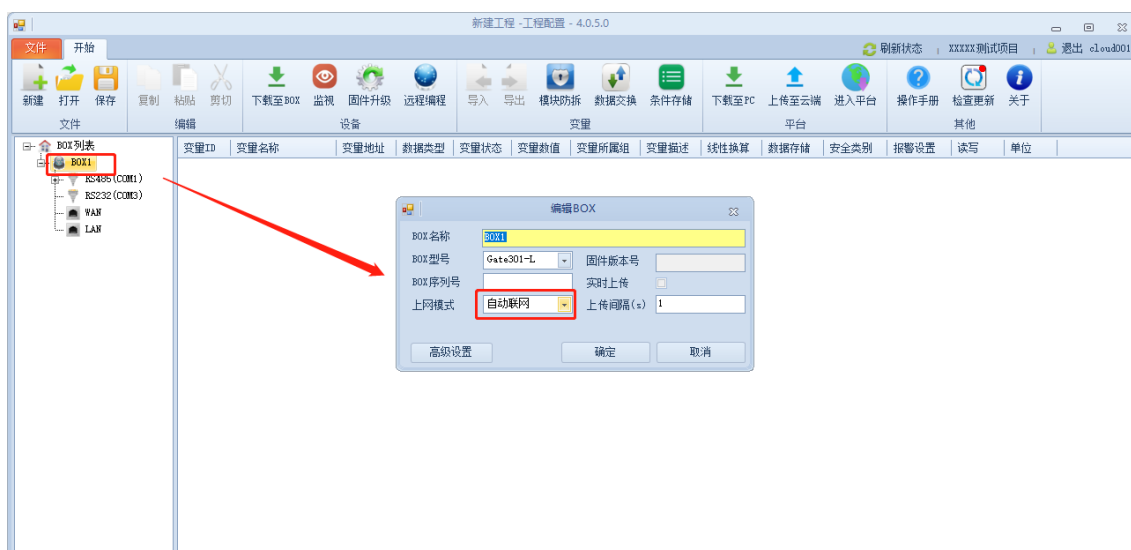 新建工程 -工程配置 - 4.0.5.0
文件 开始 刷新状态 XXXXX测试项目 退出 cloud001
新建 打开 保存 复制 粘贴 剪切 下载至BOX 监视 固件升级 远程编程 导入 导出 模块防拆 数据交换 条件存储 下载至PC 上传至云端 进入平台 操作手册 检查更新 关于
文件 编辑 设备 变量 平台 其他
BOX列表
BOX1
RS485(COM1)
RS232(COM3)
WAN
LAN
变量ID 变量名称 变量地址 数据类型 变量状态 变量数值 变量所属组 变量描述 线性换算 数据存储 安全类别 报警设置 读写 单位
编辑BOX
BOX名称 BOX1
BOX型号 Gate301-L 固件版本号
BOX序列号 实时上传
上网模式 自动联网 上传间隔(s) 1
高级设置 确定 取消